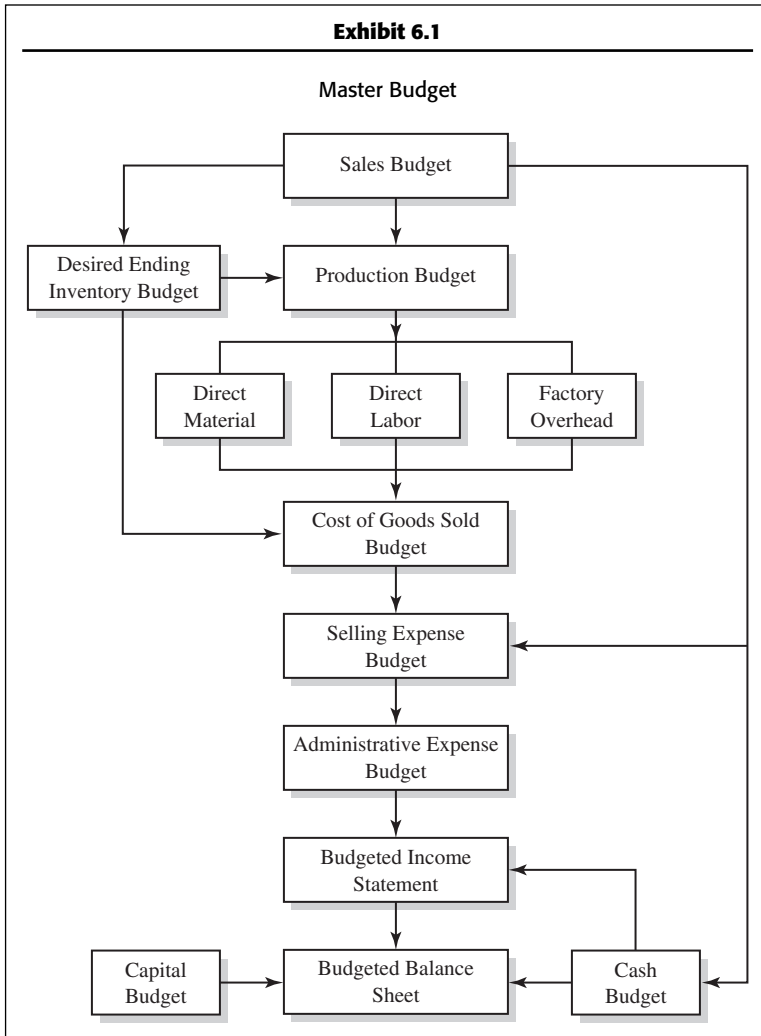 Exhibit 6.1
Master Budget
Sales Budget
Desired Ending
Inventory Budget
Production Budget
Direct
Material
Direct
Labor
Factory
Overhead
Cost of Goods Sold
Budget
Selling Expense
Budget
Administrative Expense
Budget
Budgeted Income
Statement
Capital
Budget
Budgeted Balance
Sheet
Cash
Budget